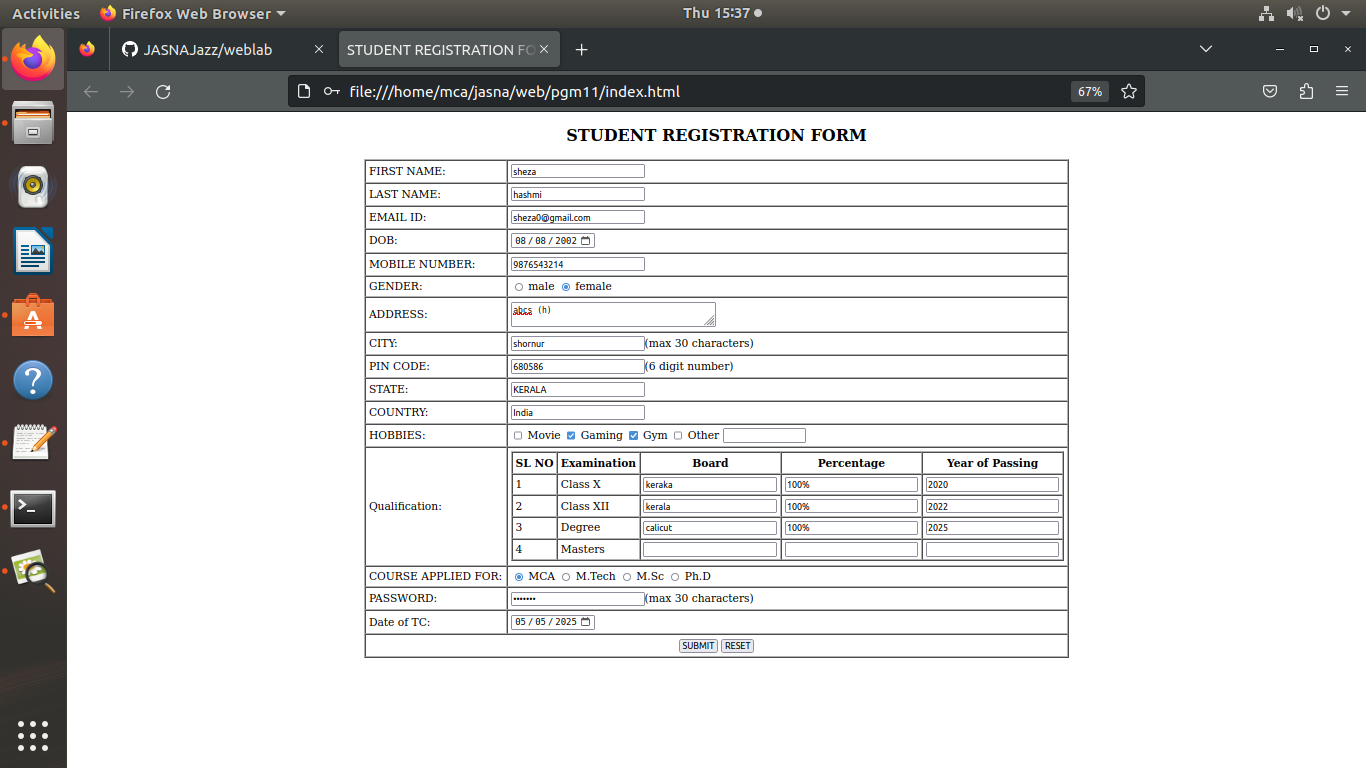 Activities Firefox Web Browser Thu 15:37
JASNAJazz/weblab STUDENT REGISTRATION FO
file:///home/mca/jasna/web/pgm11/index.html 67%
STUDENT REGISTRATION FORM
FIRST NAME: sheza
LAST NAME: hashmi
EMAIL ID: sheza0@gmail.com
DOB: 08 / 08 / 2002
MOBILE NUMBER: 9876543214
GENDER: male female
ADDRESS: abcs (h)
CITY: shornur (max 30 characters)
PIN CODE: 680586 (6 digit number)
STATE: KERALA
COUNTRY: India
HOBBIES: Movie Gaming Gym Other
Qualification:
SL NO Examination Board Percentage Year of Passing
1 Class X keraka 100% 2020
2 Class XII kerala 100% 2022
3 Degree calicut 100% 2025
4 Masters
COURSE APPLIED FOR: MCA M.Tech M.Sc Ph.D
PASSWORD: ••••••• (max 30 characters)
Date of TC: 05 / 05 / 2025
SUBMIT RESET